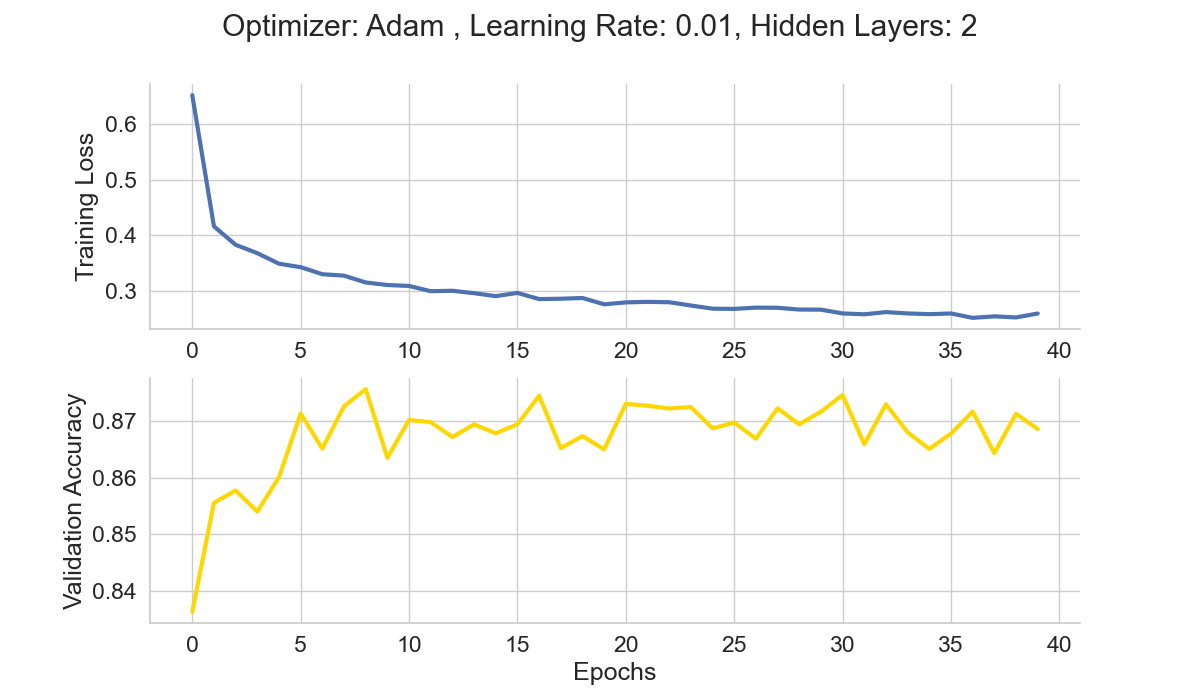 Optimizer: Adam , Learning Rate: 0.01, Hidden Layers: 2
Training Loss
0.6
0.5
0.4
0.3
0 5 10 15 20 25 30 35 40
Validation Accuracy
0.87
0.86
0.85
0.84
0 5 10 15 20 25 30 35 40
Epochs